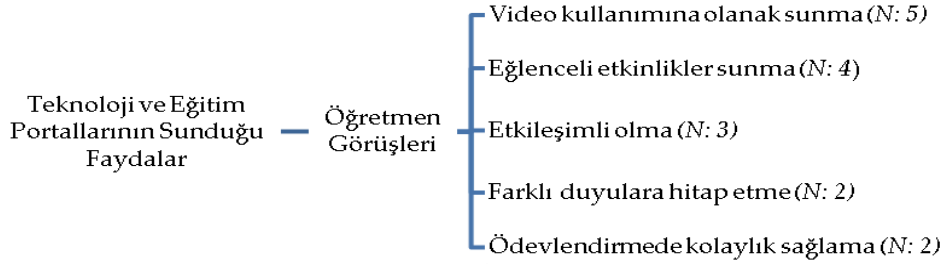 Teknoloji ve Eğitim
Portallarının Sunduğu
Faydalar
Öğretmen
Görüşleri
Video kullanımına olanak sunma (N: 5)
Eğlenceli etkinlikler sunma (N: 4)
Etkileşimli olma (N: 3)
Farklı duyulara hitap etme (N: 2)
Ödevlendirmede kolaylık sağlama (N: 2)